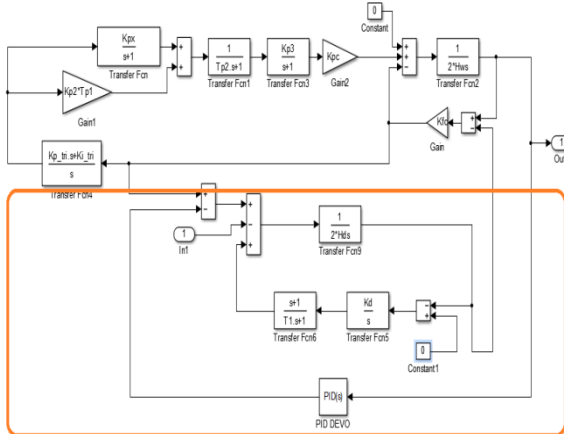 0
Constant
Kpx
s+1
Transfer Fcn
1
Tp2.s+1
Transfer Fcn1
Kp3
s+1
Transfer Fcn3
Kpc
Gain2
1
2*Hws
Transfer Fcn2
Kp2*Tp1
Gain1
Kfc
Gain
1
Out
Kp_tri.s+Ki_tri
s
Transfer Fcn4
1
In1
1
2*Hds
Transfer Fcn9
s+1
T1.s+1
Transfer Fcn6
Kd
s
Transfer Fcn5
0
Constant1
PID(s)
PID DEVO